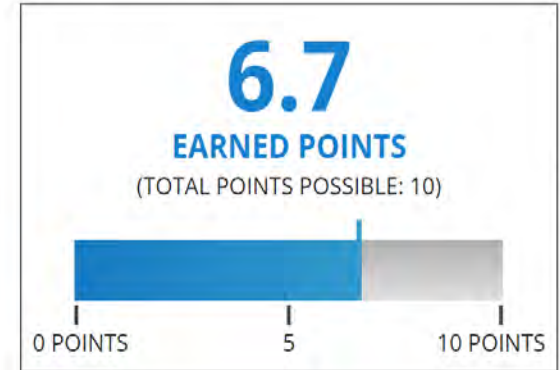 6.7
EARNED POINTS
(TOTAL POINTS POSSIBLE: 10)
0 POINTS 5 10 POINTS